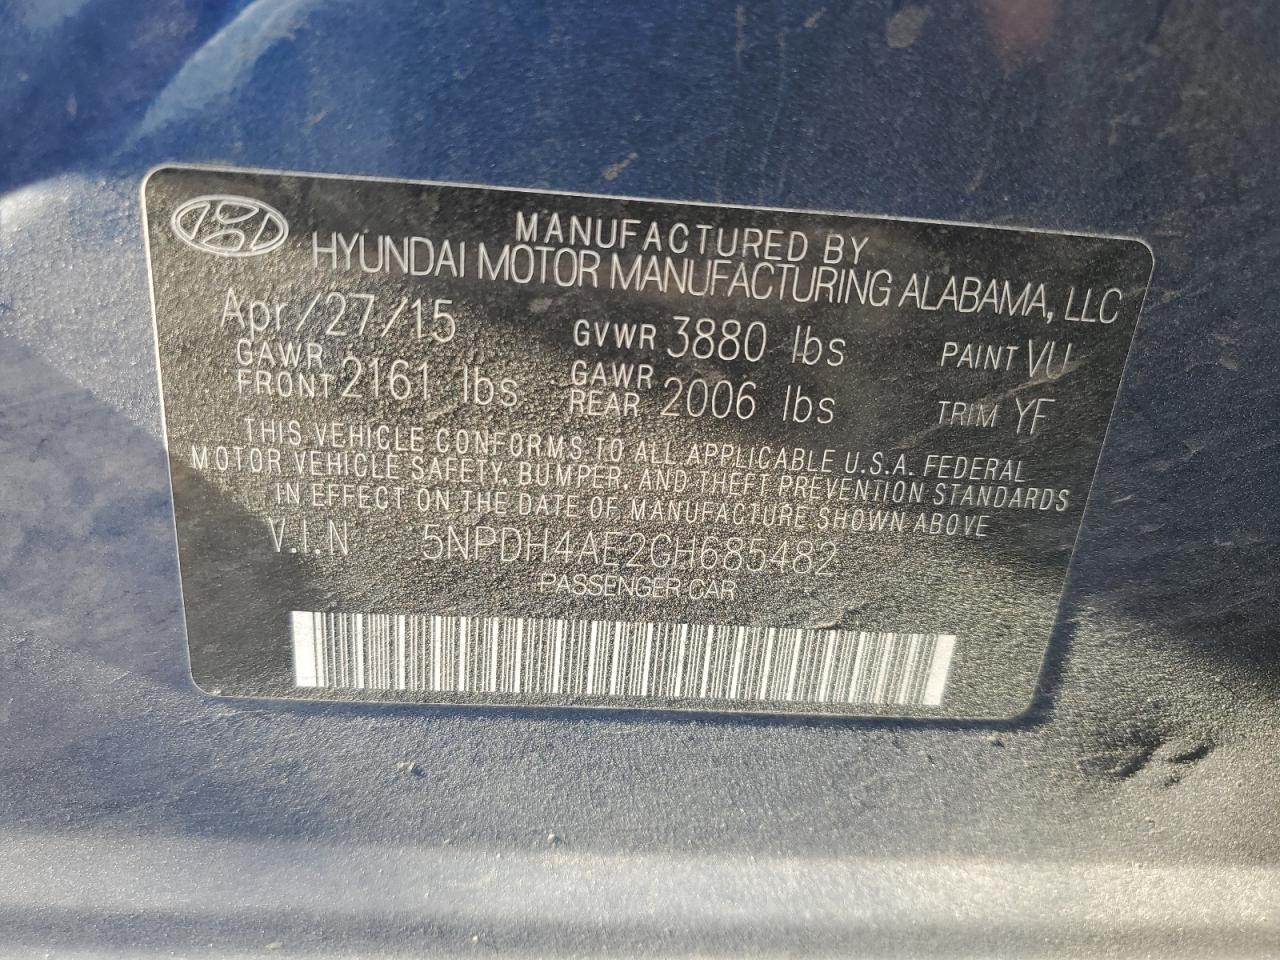 MANUFACTURED BY
HYUNDAI MOTOR MANUFACTURING ALABAMA, LLC
Apr/27/15 GVWR 3880 lbs PAINT VU
GAWR FRONT 2161 lbs GAWR REAR 2006 lbs TRIM YF
THIS VEHICLE CONFORMS TO ALL APPLICABLE U.S.A. FEDERAL
MOTOR VEHICLE SAFETY, BUMPER, AND THEFT PREVENTION STANDARDS
IN EFFECT ON THE DATE OF MANUFACTURE SHOWN ABOVE
V.I.N 5NPDH4AE2GH685482
PASSENGER CAR